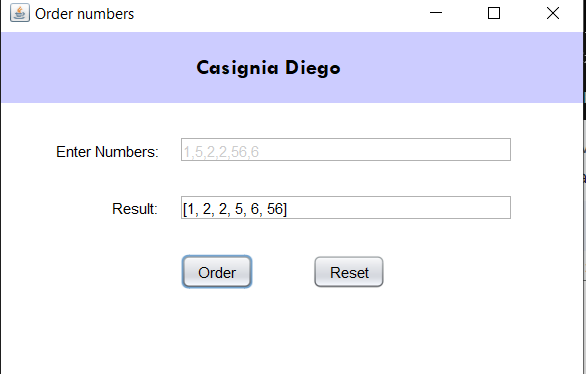 Order numbers
Casignia Diego
Enter Numbers: 1,5,2,2,56,6
Result: [1, 2, 2, 5, 6, 56]
Order Reset